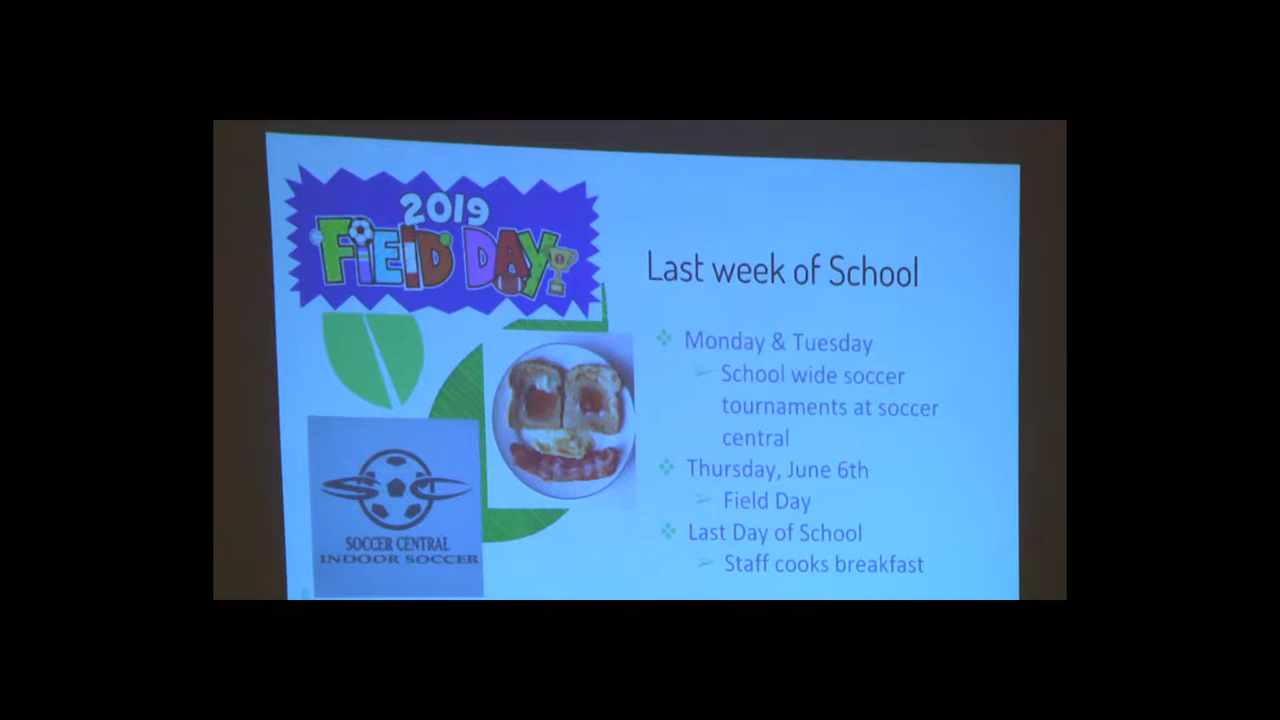 2019
FIELD DAY
Last week of School
Monday & Tuesday
School wide soccer
tournaments at soccer
central
Thursday, June 6th
Field Day
Last Day of School
Staff cooks breakfast
SOCCER CENTRAL
INDOOR SOCCER